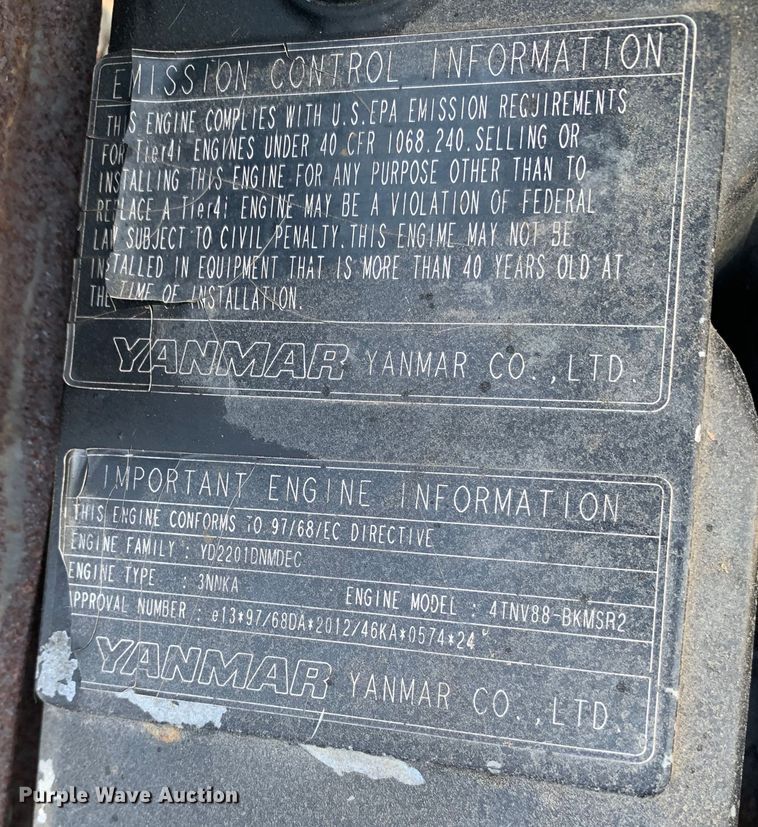 EMISSION CONTROL INFORMATION
THIS ENGINE COMPLIES WITH U.S.EPA EMISSION REQUIREMENTS
FOR Tier4i ENGINES UNDER 40 CFR 1068.240.SELLING OR
INSTALLING THIS ENGINE FOR ANY PURPOSE OTHER THAN TO
REPLACE A Tier4i ENGINE MAY BE A VIOLATION OF FEDERAL
LAW SUBJECT TO CIVIL PENALTY.THIS ENGIME MAY NOT BE
INSTALLED IN EQUIPMENT THAT IS MORE THAN 40 YEARS OLD AT
THE TIME OF INSTALLATION.
YANMAR YANMAR CO.,LTD.
IMPORTANT ENGINE INFORMATION
THIS ENGINE CONFORMS TO 97/68/EC DIRECTIVE
ENGINE FAMILY : YD2201DNMDEC
ENGINE TYPE : 3NNKA ENGINE MODEL : 4TNV88-BKMSR2
APPROVAL NUMBER : e13*97/68DA*2012/46KA*0574*24
YANMAR YANMAR CO.,LTD.
Purple Wave Auction